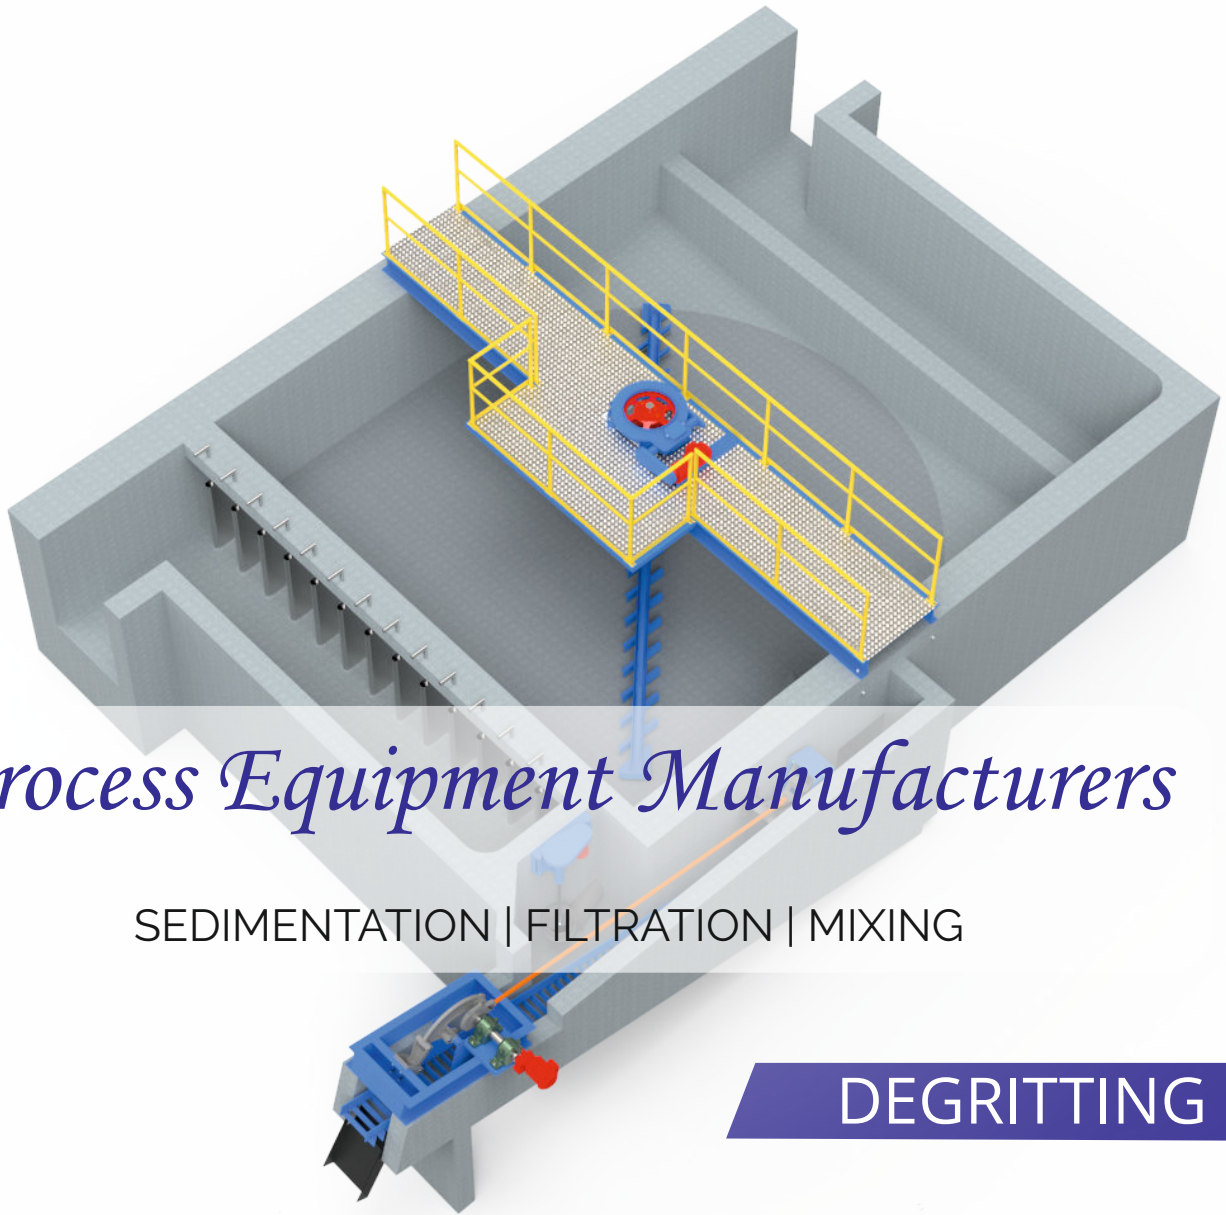 rocess Equipment Manufacturers
SEDIMENTATION | FILTRATION | MIXING
DEGRITTING